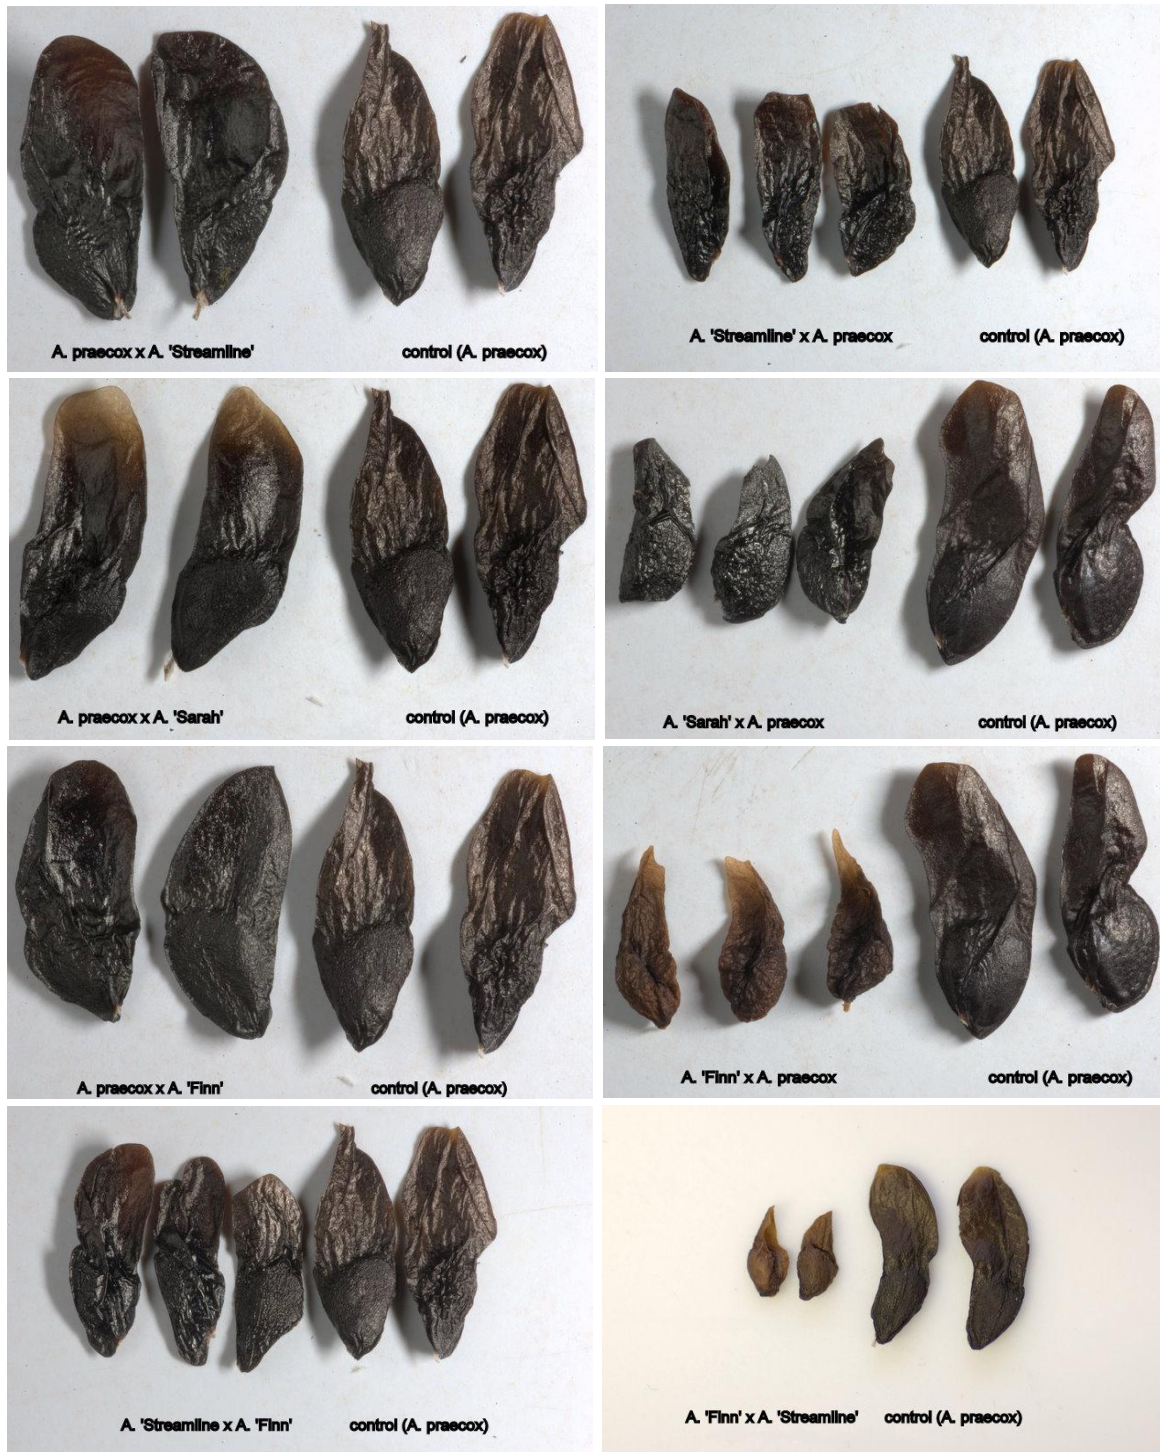 A. praecox x A. 'Streamline'
control (A. praecox)
A. 'Streamline' x A. praecox
control (A. praecox)
A. praecox x A. 'Sarah'
control (A. praecox)
A. 'Sarah' x A. praecox
control (A. praecox)
A. praecox x A. 'Finn'
control (A. praecox)
A. 'Finn' x A. praecox
control (A. praecox)
A. 'Streamline x A. 'Finn'
control (A. praecox)
A. 'Finn' x A. 'Streamline'
control (A. praecox)